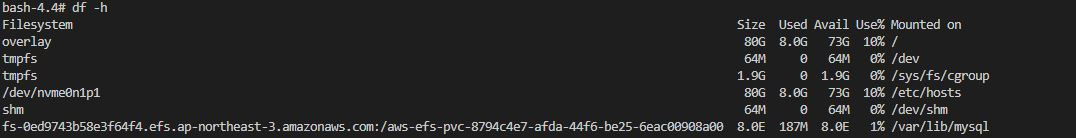 bash-4.4# df -h
Filesystem Size Used Avail Use% Mounted on
overlay 80G 8.0G 73G 10% /
tmpfs 64M 0 64M 0% /dev
tmpfs 1.9G 0 1.9G 0% /sys/fs/cgroup
/dev/nvme0n1p1 80G 8.0G 73G 10% /etc/hosts
shm 64M 0 64M 0% /dev/shm
fs-0ed9743b58e3f64f4.efs.ap-northeast-3.amazonaws.com:/aws-efs-pvc-8794c4e7-afda-44f6-be25-6eac00908a00 8.0E 187M 8.0E 1% /var/lib/mysql